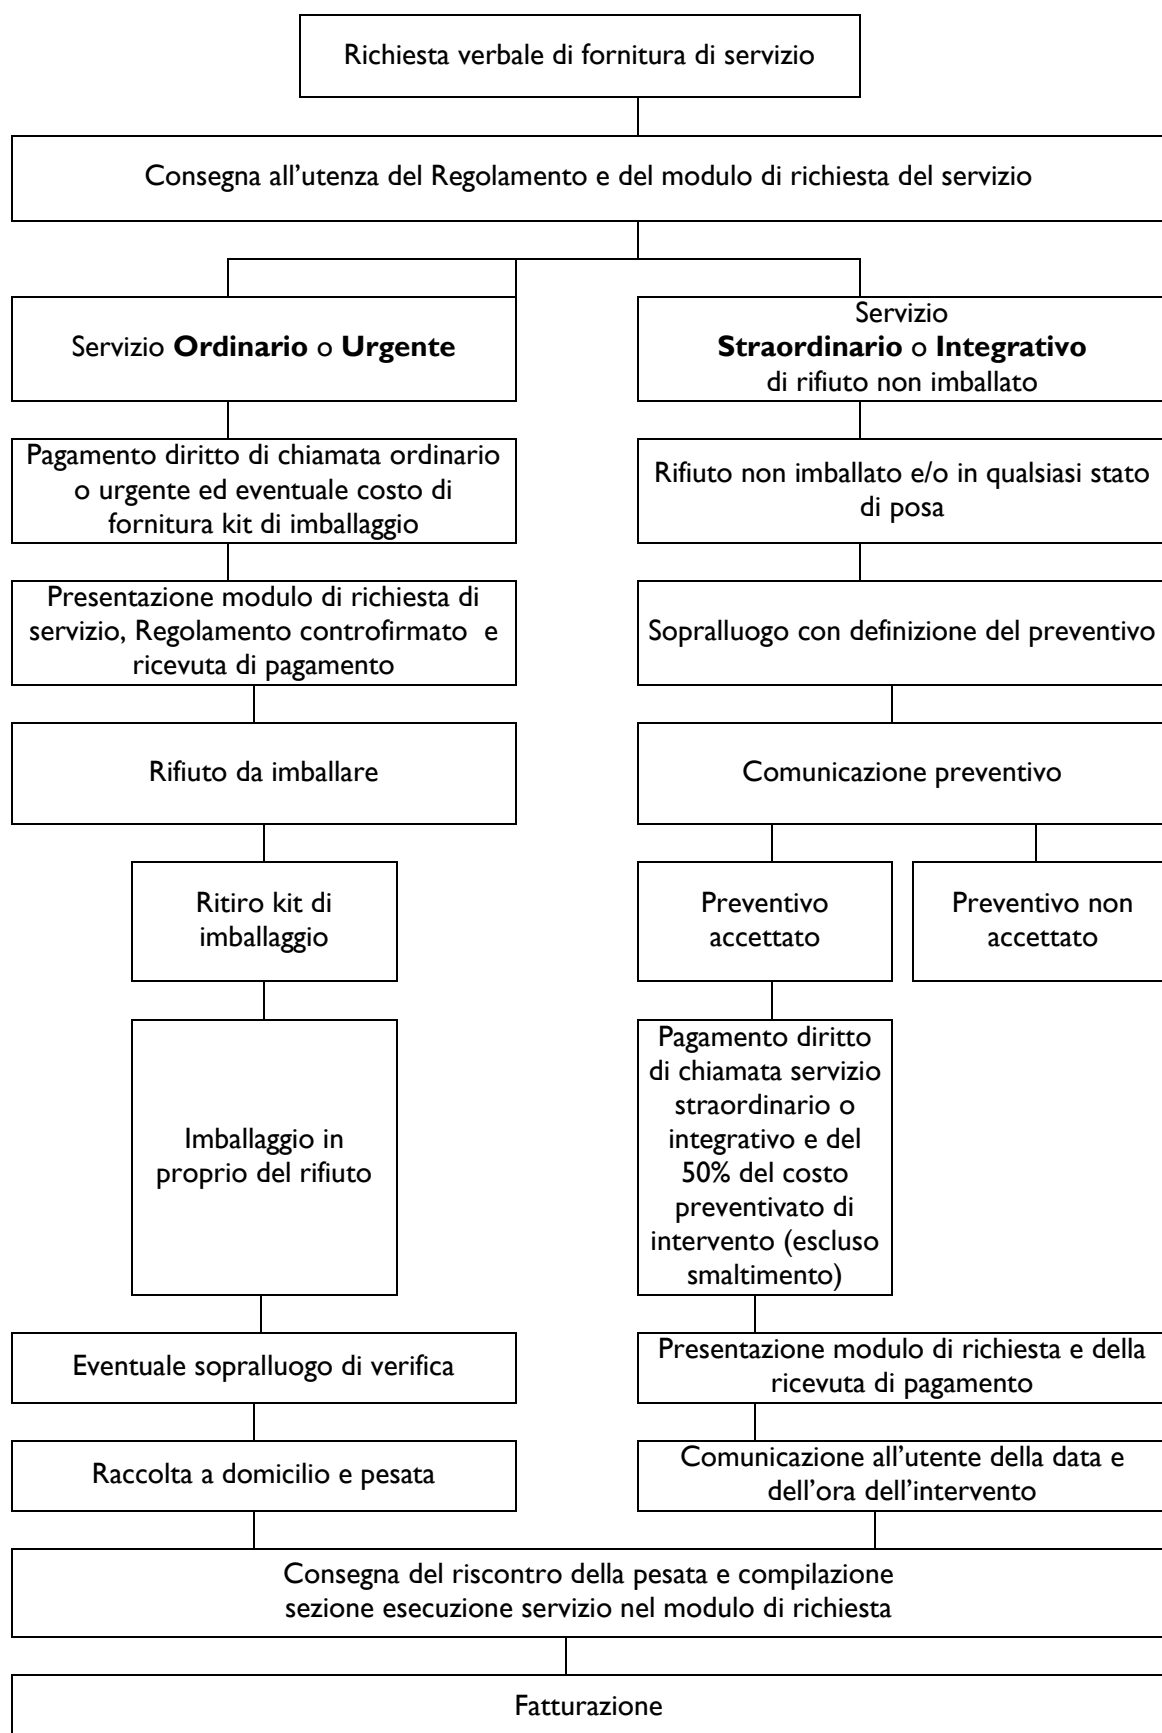 Richiesta verbale di fornitura di servizio
Consegna all’utenza del Regolamento e del modulo di richiesta del servizio
Servizio Ordinario o Urgente
Servizio
Straordinario o Integrativo
di rifiuto non imballato
Pagamento diritto di chiamata ordinario
o urgente ed eventuale costo di
fornitura kit di imballaggio
Rifiuto non imballato e/o in qualsiasi stato
di posa
Presentazione modulo di richiesta di
servizio, Regolamento controfirmato e
ricevuta di pagamento
Sopralluogo con definizione del preventivo
Rifiuto da imballare
Comunicazione preventivo
Ritiro kit di
imballaggio
Preventivo
accettato
Preventivo non
accettato
Imballaggio in
proprio del rifiuto
Pagamento diritto
di chiamata servizio
straordinario o
integrativo e del
50% del costo
preventivato di
intervento (escluso
smaltimento)
Eventuale sopralluogo di verifica
Presentazione modulo di richiesta e della
ricevuta di pagamento
Raccolta a domicilio e pesata
Comunicazione all’utente della data e
dell’ora dell’intervento
Consegna del riscontro della pesata e compilazione
sezione esecuzione servizio nel modulo di richiesta
Fatturazione